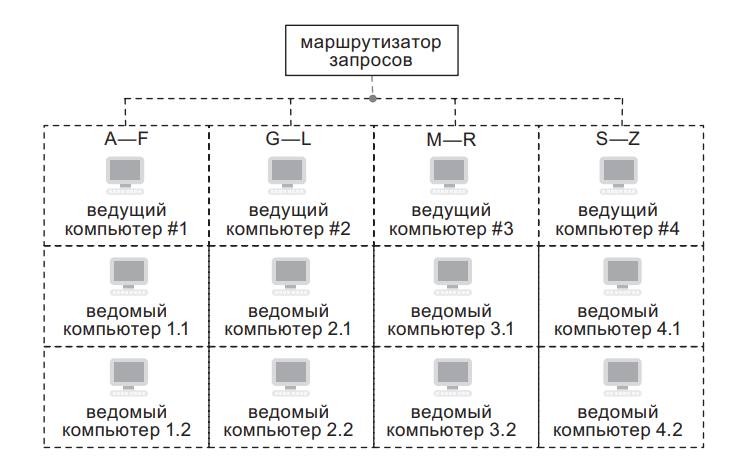 маршрутизатор
запросов
A—F
G—L
M—R
S—Z
ведущий
компьютер #1
ведущий
компьютер #2
ведущий
компьютер #3
ведущий
компьютер #4
ведомый
компьютер 1.1
ведомый
компьютер 2.1
ведомый
компьютер 3.1
ведомый
компьютер 4.1
ведомый
компьютер 1.2
ведомый
компьютер 2.2
ведомый
компьютер 3.2
ведомый
компьютер 4.2